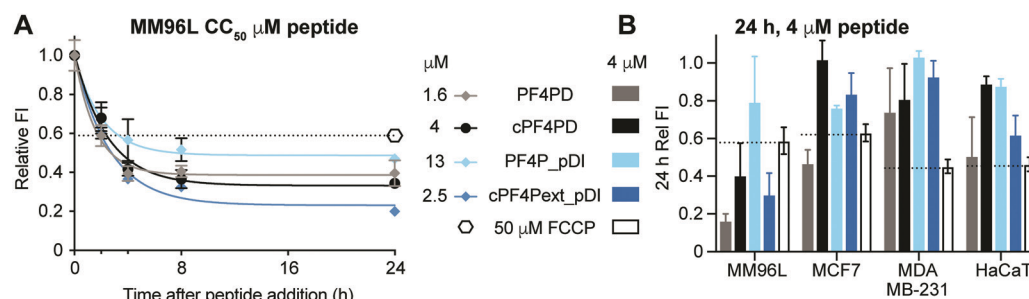 A
MM96L CC50 μM peptide
Relative FI
1.0
0.8
0.6
0.4
0.2
0
0
8
16
24
Time after peptide addition (h)
μM
4 μM
1.6 PF4PD
4 cPF4PD
13 PF4P_pDI
2.5 cPF4Pext_pDI
50 μM FCCP
B
24 h, 4 μM peptide
24 h Rel FI
1.0
0.8
0.6
0.4
0.2
0
MM96L
MCF7
MDA
MB-231
HaCaT